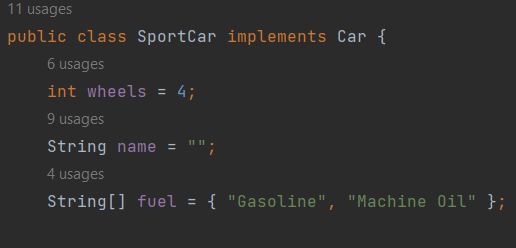 11 usages
public class SportCar implements Car {
6 usages
int wheels = 4;
9 usages
String name = "";
4 usages
String[] fuel = { "Gasoline", "Machine Oil" };